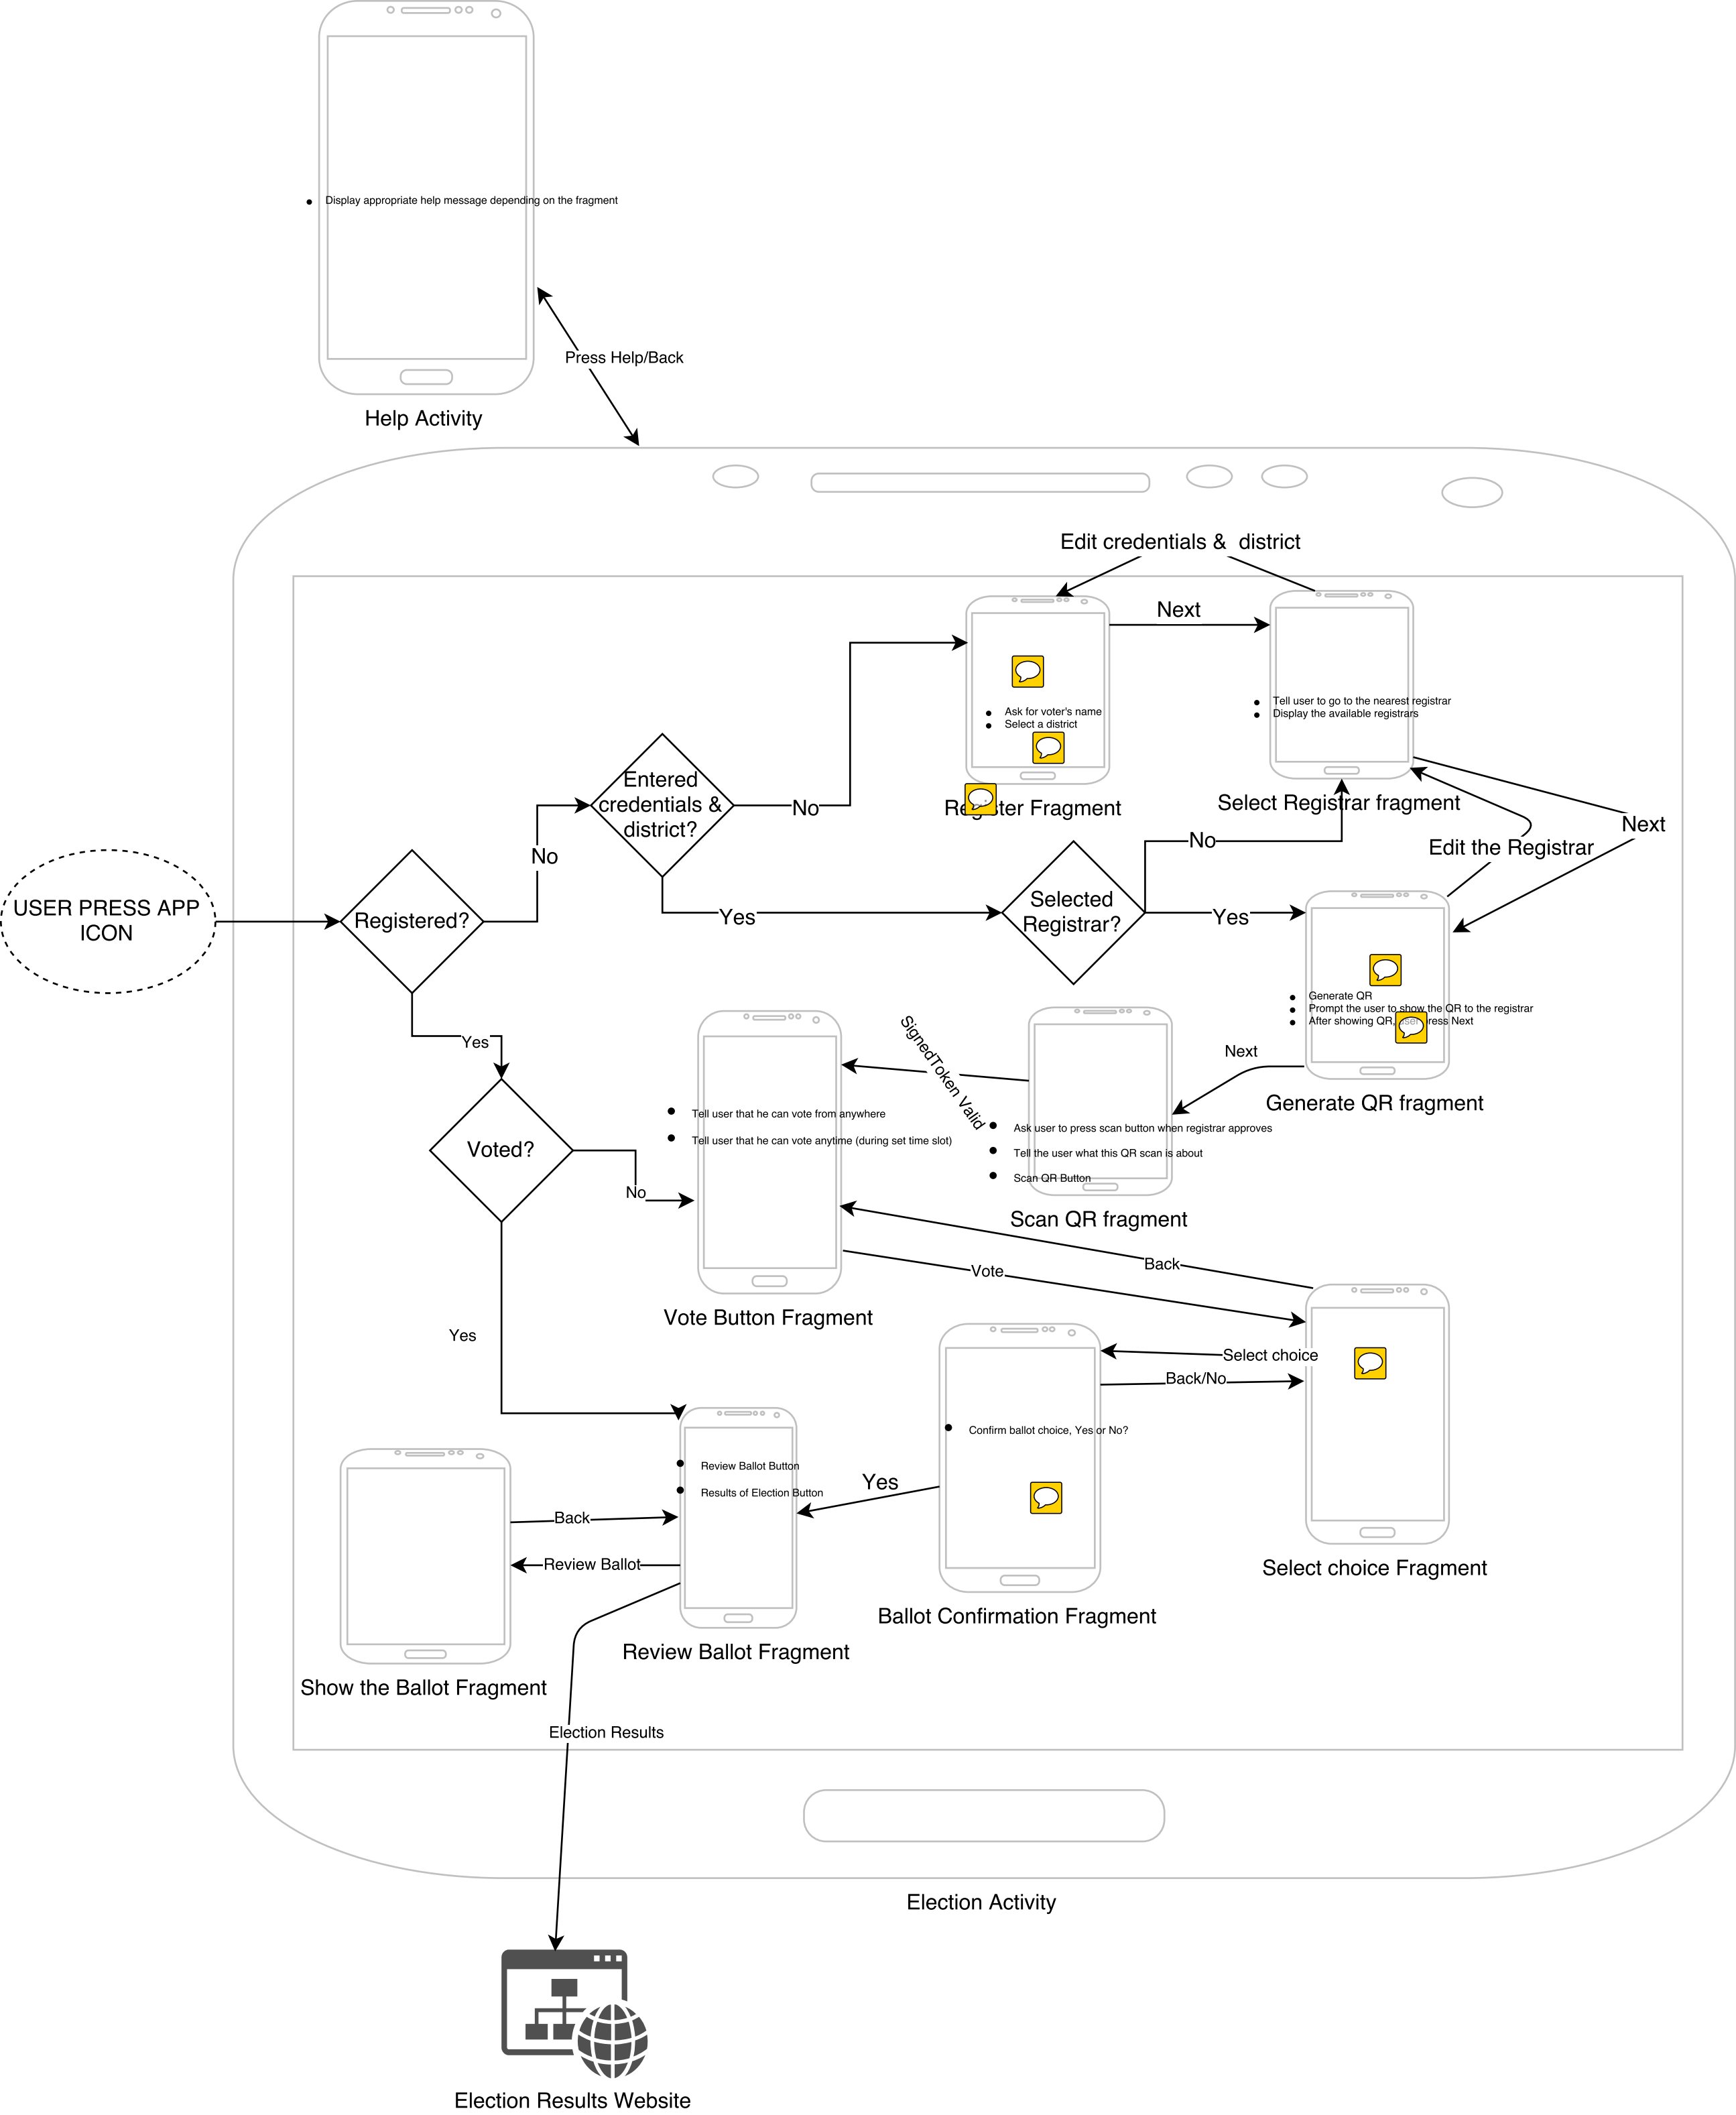 Display appropriate help message depending on the fragment
Press Help/Back
Help Activity
Edit credentials & district
Next
Ask for voter's name
Select a district
Register Fragment
Tell user to go to the nearest registrar
Display the available registrars
Select Registrar fragment
Entered
credentials &
district?
No
No
No
Next
Edit the Registrar
USER PRESS APP
ICON
Registered?
Yes
Selected
Registrar?
Yes
Generate QR
Prompt the user to show the QR to the registrar
After showing QR, user press Next
Generate QR fragment
Yes
Next
SignedToken Valid
Voted?
No
Tell user that he can vote from anywhere
Tell user that he can vote anytime (during set time slot)
Ask user to press scan button when registrar approves
Tell the user what this QR scan is about
Scan QR Button
Scan QR fragment
Back
Vote
Vote Button Fragment
Yes
Select choice
Back/No
Confirm ballot choice, Yes or No?
Review Ballot Button
Results of Election Button
Yes
Back
Review Ballot
Select choice Fragment
Ballot Confirmation Fragment
Review Ballot Fragment
Show the Ballot Fragment
Election Results
Election Activity
Election Results Website